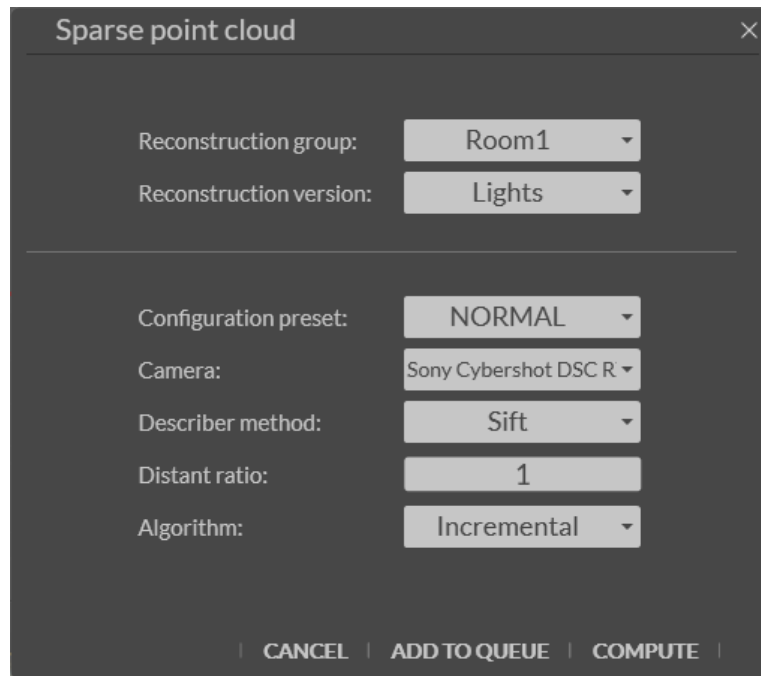 Sparse point cloud
Reconstruction group: Room1
Reconstruction version: Lights
Configuration preset: NORMAL
Camera: Sony Cybershot DSC R
Describer method: Sift
Distant ratio: 1
Algorithm: Incremental
CANCEL ADD TO QUEUE COMPUTE